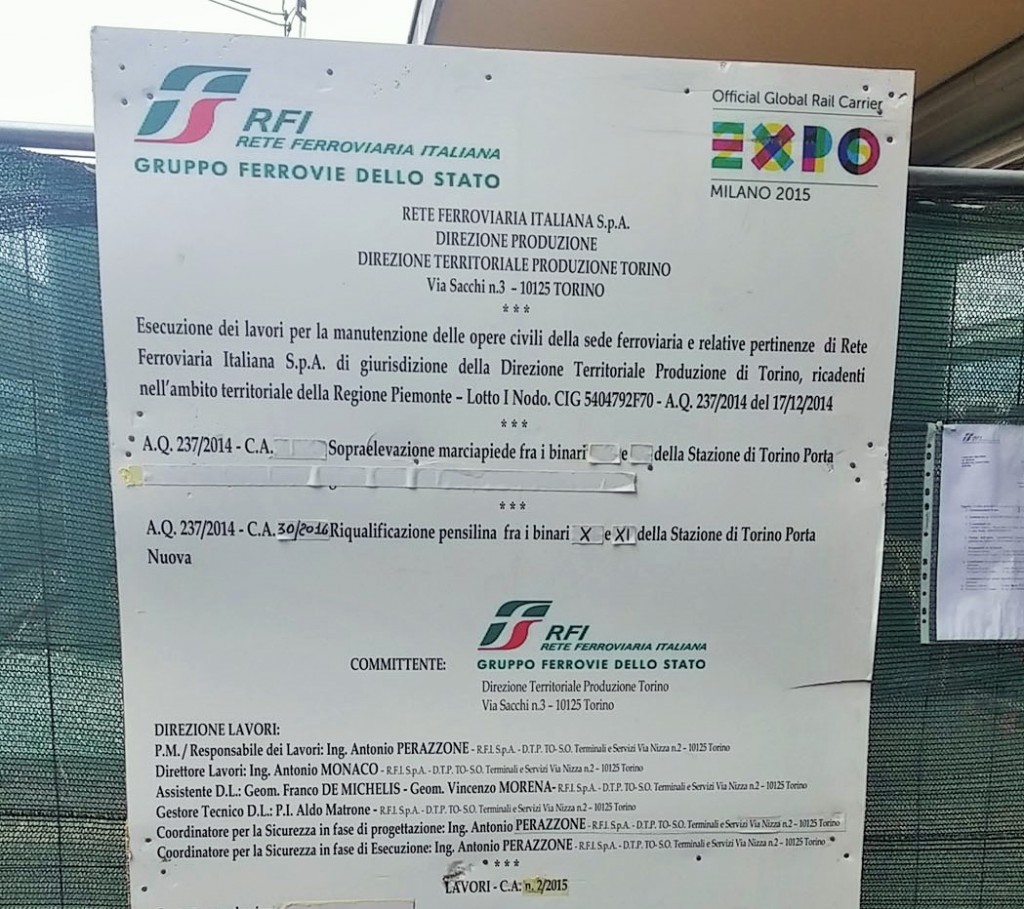 RFI
RETE FERROVIARIA ITALIANA
GRUPPO FERROVIE DELLO STATO
Official Global Rail Carrier
EXPO
MILANO 2015
RETE FERROVIARIA ITALIANA S.p.A.
DIREZIONE PRODUZIONE
DIREZIONE TERRITORIALE PRODUZIONE TORINO
Via Sacchi n.3 - 10125 TORINO
***
Esecuzione dei lavori per la manutenzione delle opere civili della sede ferroviaria e relative pertinenze di Rete
Ferroviaria Italiana S.p.A. di giurisdizione della Direzione Territoriale Produzione di Torino, ricadenti
nell'ambito territoriale della Regione Piemonte – Lotto I Nodo. CIG 5404792F70 - A.Q. 237/2014 del 17/12/2014
***
A.Q. 237/2014 - C.A. Sopraelevazione marciapiede fra i binari e della Stazione di Torino Porta
***
A.Q. 237/2014 - C.A. 30/2016 Riqualificazione pensilina fra i binari X e XI della Stazione di Torino Porta
Nuova
COMMITTENTE:
RFI
RETE FERROVIARIA ITALIANA
GRUPPO FERROVIE DELLO STATO
Direzione Territoriale Produzione Torino
Via Sacchi n.3 – 10125 Torino
DIREZIONE LAVORI:
P.M./ Responsabile dei Lavori: Ing. Antonio PERAZZONE - R.F.I. S.p.A. - D.T.P. TO- S.O. Terminali e Servizi Via Nizza n.2 – 10125 Torino
Direttore Lavori: Ing. Antonio MONACO - R.F.I. S.p.A. - D.T.P. TO- S.O. Terminali e Servizi Via Nizza n.2 – 10125 Torino
Assistente D.L.: Geom. Franco DE MICHELIS - Geom. Vincenzo MORENA- R.F.I. S.p.A. - D.T.P. TO- S.O. Terminali e Servizi Via Nizza n.2 – 10125 Torino
Gestore Tecnico D.L.: P.I. Aldo Matrone - R.F.I. S.p.A. - D.T.P. TO- S.O. Terminali e Servizi Via Nizza n.2 – 10125 Torino
Coordinatore per la Sicurezza in fase di progettazione: Ing. Antonio PERAZZONE - R.F.I. S.p.A. - D.T.P. TO- S.O. Terminali e Servizi Via Nizza n.2 – 10125 Torino
Coordinatore per la Sicurezza in fase di Esecuzione: Ing. Antonio PERAZZONE - R.F.I. S.p.A. - D.T.P. TO- S.O. Terminali e Servizi Via Nizza n.2 – 10125 Torino
***
LAVORI - C.A: n. 2/2015
RFI